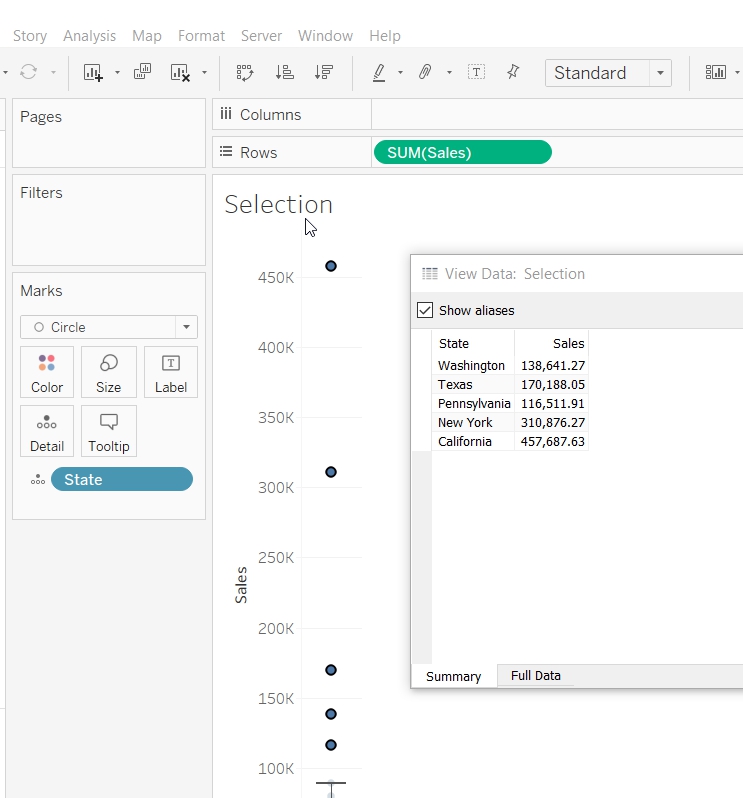 Story Analysis Map Format Server Window Help
Standard
Pages
Columns
Rows
SUM(Sales)
Filters
Selection
Marks
Circle
Color Size Label
Detail Tooltip
State
450K
400K
350K
300K
250K
200K
150K
100K
Sales
View Data: Selection
Show aliases
State Sales
Washington 138,641.27
Texas 170,188.05
Pennsylvania 116,511.91
New York 310,876.27
California 457,687.63
Summary Full Data